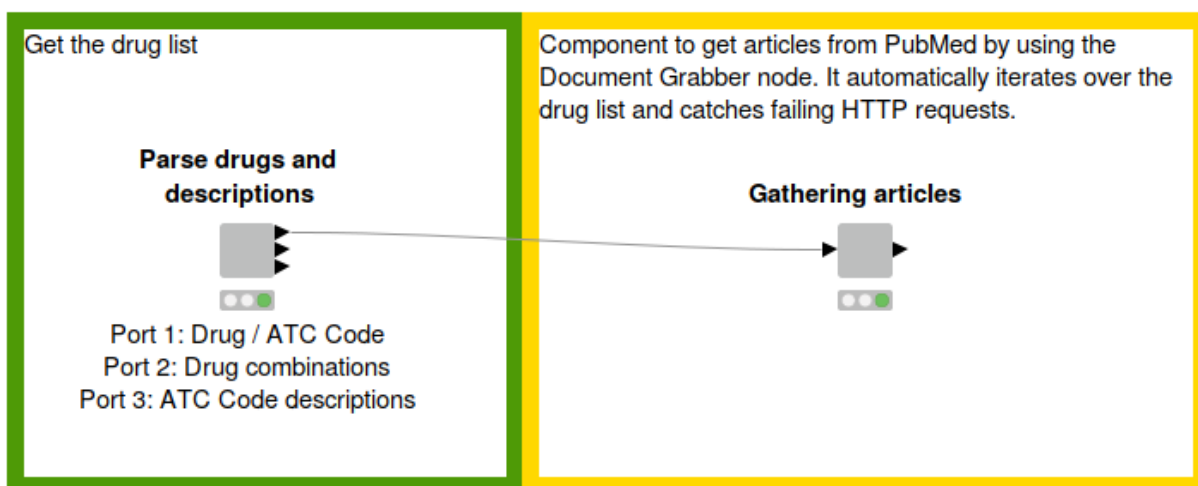 Get the drug list
Parse drugs and
descriptions
Port 1: Drug / ATC Code
Port 2: Drug combinations
Port 3: ATC Code descriptions
Component to get articles from PubMed by using the
Document Grabber node. It automatically iterates over the
drug list and catches failing HTTP requests.
Gathering articles